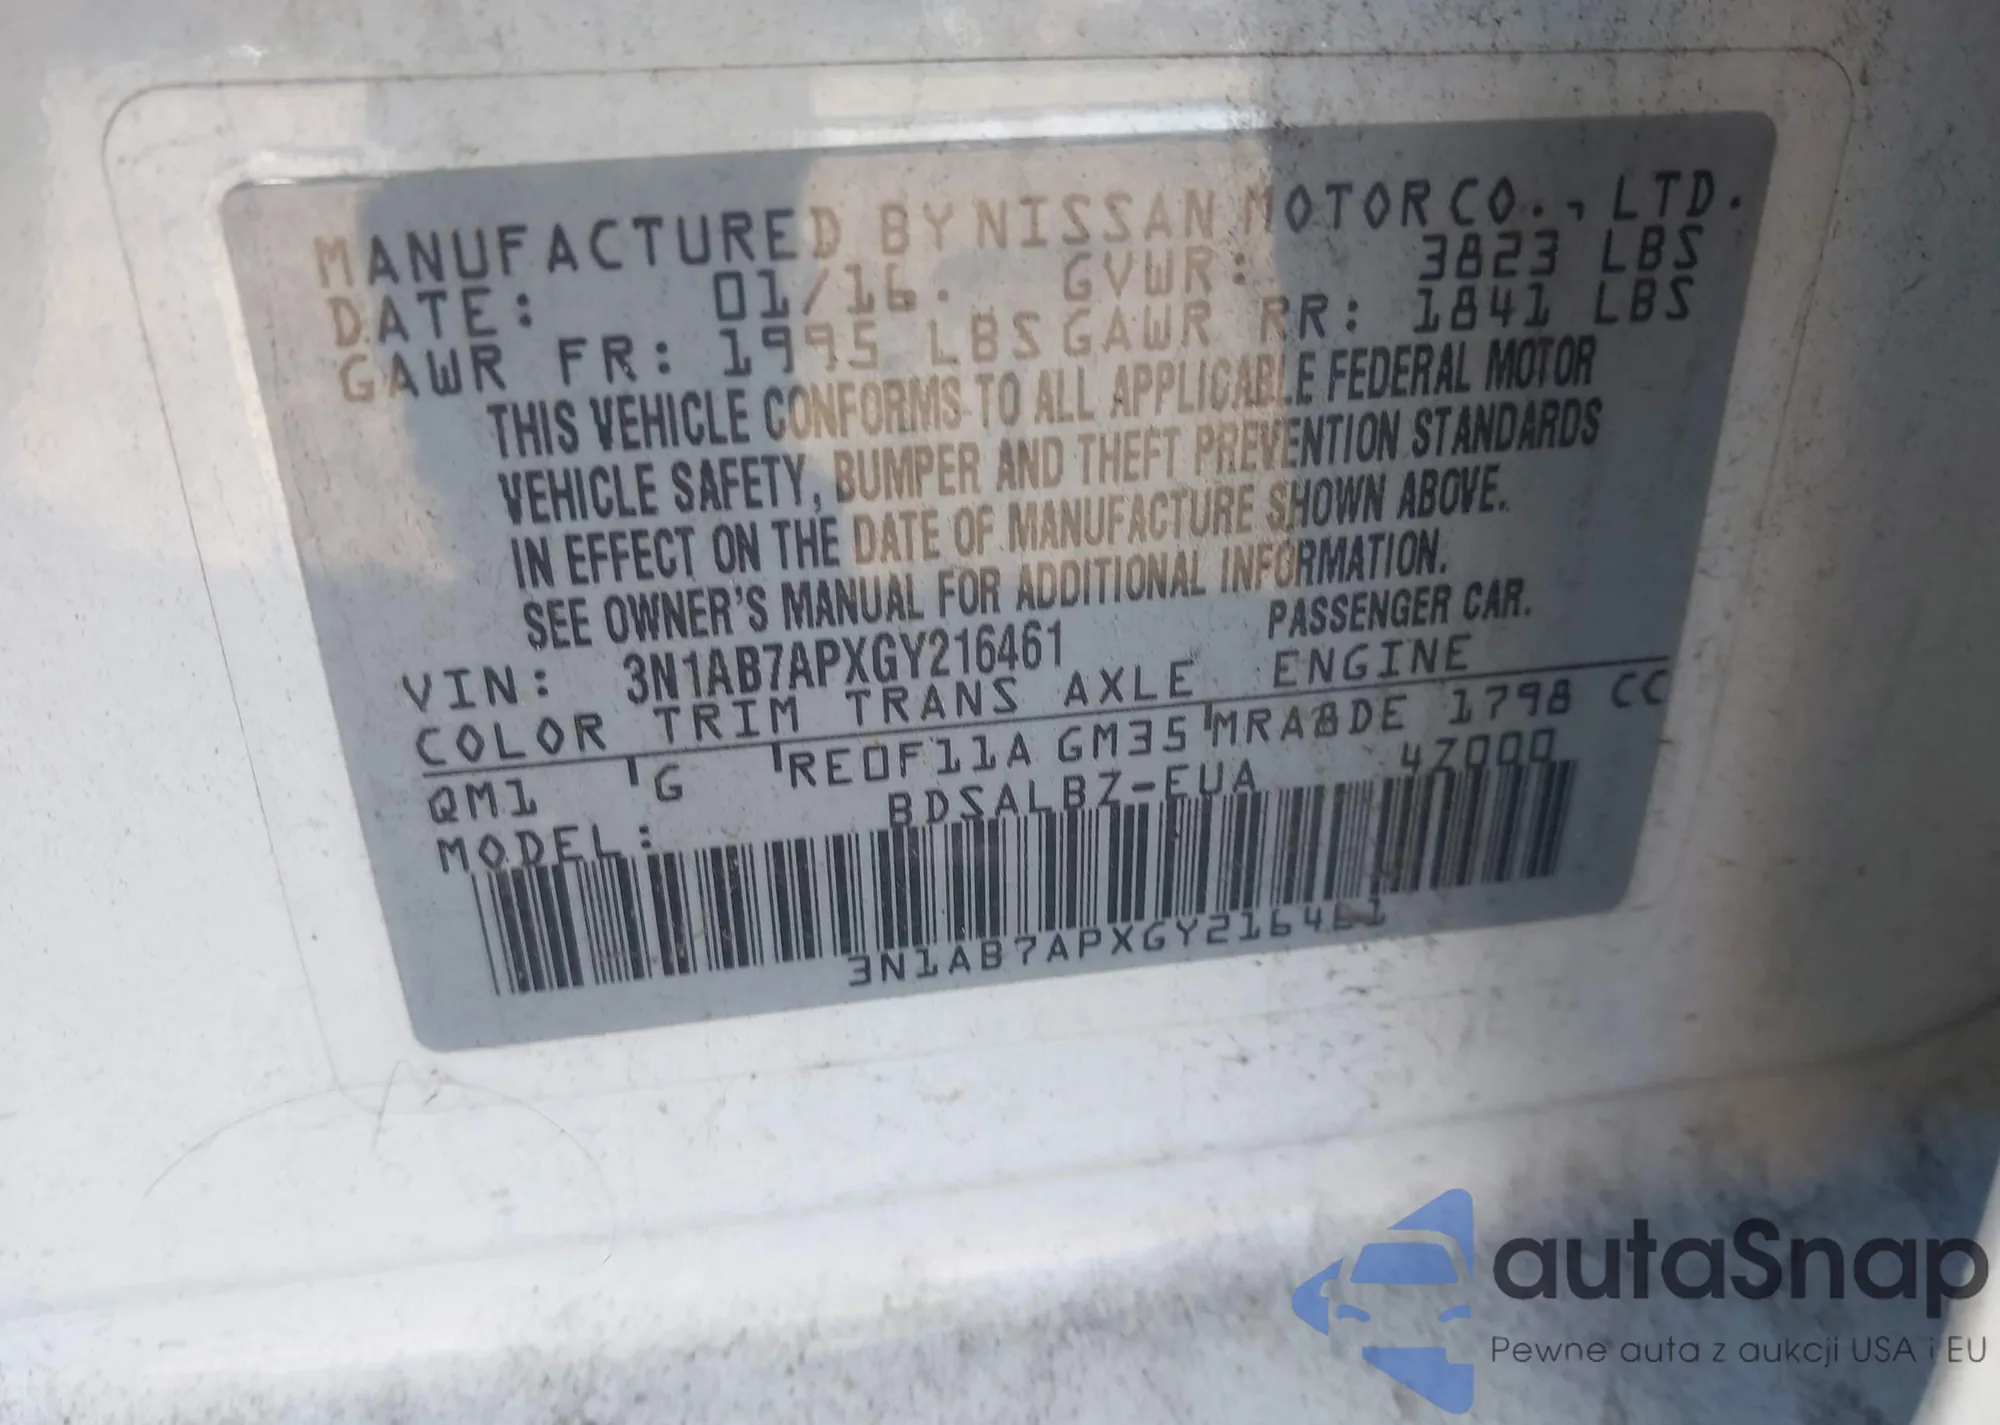 MANUFACTURED BY NISSAN MOTOR CO., LTD.
DATE: 01/16. GVWR: 3823 LBS
GAWR FR: 1995 LBS GAWR RR: 1841 LBS
THIS VEHICLE CONFORMS TO ALL APPLICABLE FEDERAL MOTOR
VEHICLE SAFETY, BUMPER AND THEFT PREVENTION STANDARDS
IN EFFECT ON THE DATE OF MANUFACTURE SHOWN ABOVE.
SEE OWNER'S MANUAL FOR ADDITIONAL INFORMATION.
PASSENGER CAR.
VIN: 3N1AB7APXGY216461
COLOR TRIM TRANS AXLE ENGINE
QM1 G RE0F11A GM35 MRA8DE 1798 CC
MODEL: BDSALBZ-EUA 4Z000
3N1AB7APXGY216461
autaSnap
Pewne auta z aukcji USA i EU